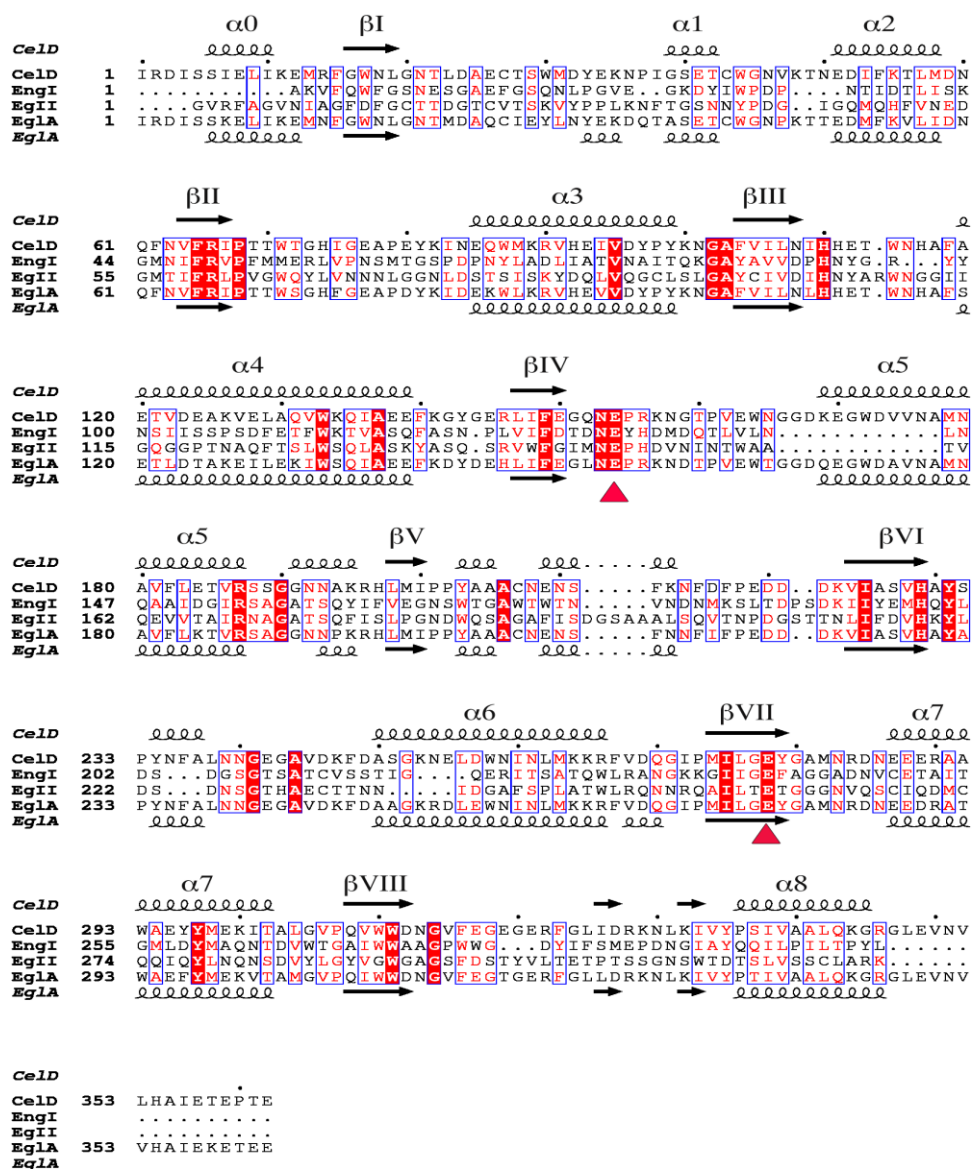 α0 βI α1 α2
CelD
CelD 1 IRDISSIELIKEMRFGWNLGNTLDAECTSWMDYEKNPIGSETCWGNVKTNEDIFKTLMDN
EngI 1 .............AKVFQWFGSNESGAEFGSQNLPGVE.GKDYIWPDP...NTIDTLISK
EgII 1 ....GVRFAGVNIAGFDFGCTTDGTCVTSKVYPPLKNFTGSNNYPDG..IGQMQHFVNED
EglA 1 IRDISSKELIKEMNFGWNLGNTMDAQCIEYLNYEKDQTASETCWGNPKTTEDMFKVLIDN
EglA
βII α3 βIII
CelD
CelD 61 QFNVFRIPTTWTGHIGEAPEYKINEQWMKRVHEIVDYPYKNGAFVILNIHHET.WNHAFA
EngI 44 GMNIFRVPFMMERLVPNSMTGSPDPNYLADLIATVNAITQKGAYAVVDPHNYG.R...YY
EgII 55 GMTIFRLPVGWQYLVNNNLGGNLDSTSISKYDQLVQGCLSLGAYCIVDIHNYARWNGGII
EglA 61 QFNVFRIPTTWSGHFGEAPDYKIDEKWLKRVHEVVDYPYKNGAFVILNLHHET.WNHAFS
EglA
α4 βIV α5
CelD
CelD 120 ETVDEAKVELAQVWKQIAEEFKGYGERLIFEGQNEPRKNGTPVEWNGGDKEGWDVVNAMN
EngI 100 NSIISSPSDFETFWKTVASQFASN.PLVIFDTDNEYHDMDQTLVLN............LN
EgII 115 GQGGPTNAQFTSLWSQLASKYASQ.SRVWFGIMNEPHDVNINTWAA............TV
EglA 120 ETLDTAKEILEKIWSQIAEEFKDYDEHLIFEGLNEPRKNDTPVEWTGGDQEGWDAVNAMN
EglA
α5 βV βVI
CelD
CelD 180 AVFLETVRSSGGNNAKRHLMIPPYAAACNENS.....FKNFDFPEDD..DKVIASVHAYS
EngI 147 QAAIDGIRSAGATSQYIFVEGNSWTGAWTWTN.....VNDNMKSLTDPSDKIIYEMHQYL
EgII 162 QEVVTAIRNAGATSQFISLPGNDWQSAGAFISDGSAAALSQVTNPDGSTTNLIFDVHKYL
EglA 180 AVFLKTVRSAGGNNPKRHLMIPPYAAACNENS.....FNNFIFPEDD..DKVIASVHAYA
EglA
α6 βVII α7
CelD
CelD 233 PYNFALNNGEGAVDKFDASGKNELDWNINLMKKRFVDQGIPMILGEYGAMNRDNEEERAA
EngI 202 DS...DGSGTSATCVSSTIG....QERITSATQWLRANGKKGIIGEFAGGADNVCETAIT
EgII 222 DS...DNSGTHAECTTNN.....IDGAFSPLATWLRQNNRQAILTETGGGNVQSCIQDMC
EglA 233 PYNFALNNGEGAVDKFDAAGKRDLEWNINLMKKRFVDQGIPMILGEYGAMNRDNEEDRAT
EglA
α7 βVIII α8
CelD
CelD 293 WAEYYMEKITALGVPQVWWDNGVFEGEGERFGLIDRKNLKIVYPSIVAALQKGRGLEVNV
EngI 255 GMLDYMAQNTDVWTGAIWWAAGPWWG..DYIFSMEPDNGIAYQQILPILTPYL.......
EgII 274 QQIQYLNQNSDVYLGYVGWGAGSFDSTYVLTETPTSSGNSWTDTSLVSSCLARK......
EglA 293 WAEFYMEKVTAMGVPQIWWDNGVFEGTGERFGLLDRKNLKIVYPTIVAALQKGRGLEVNV
EglA
CelD
CelD 353 LHAIETEPTE
EngI ..........
EgII ..........
EglA 353 VHAIEKETEE
EglA